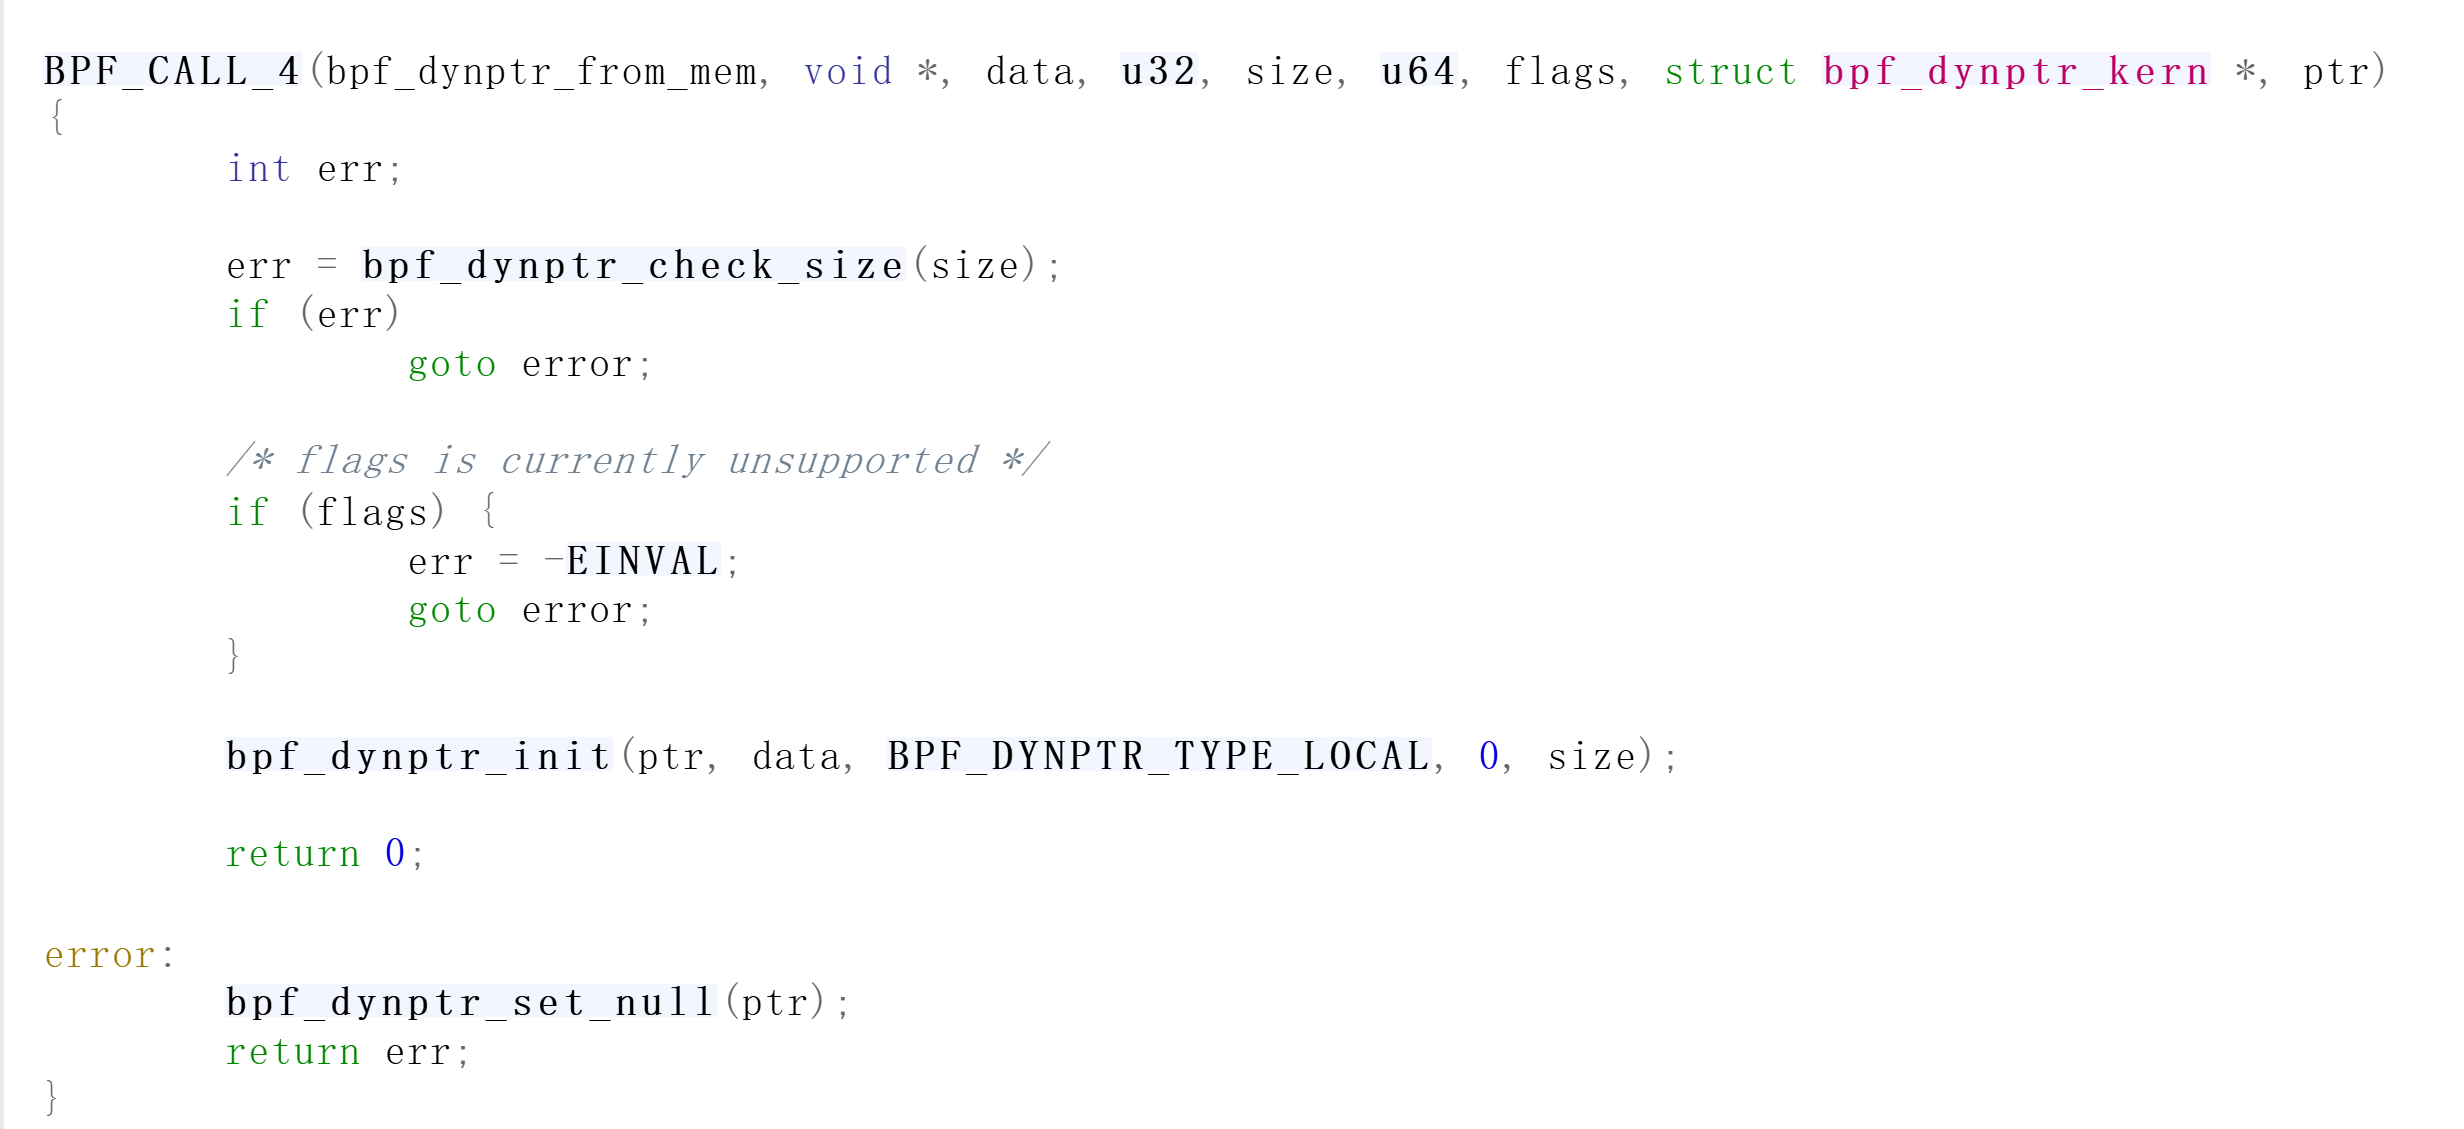 BPF_CALL_4(bpf_dynptr_from_mem, void *, data, u32, size, u64, flags, struct bpf_dynptr_kern *, ptr)
{
        int err;

        err = bpf_dynptr_check_size(size);
        if (err)
                goto error;

        /* flags is currently unsupported */
        if (flags) {
                err = -EINVAL;
                goto error;
        }

        bpf_dynptr_init(ptr, data, BPF_DYNPTR_TYPE_LOCAL, 0, size);

        return 0;

error:
        bpf_dynptr_set_null(ptr);
        return err;
}